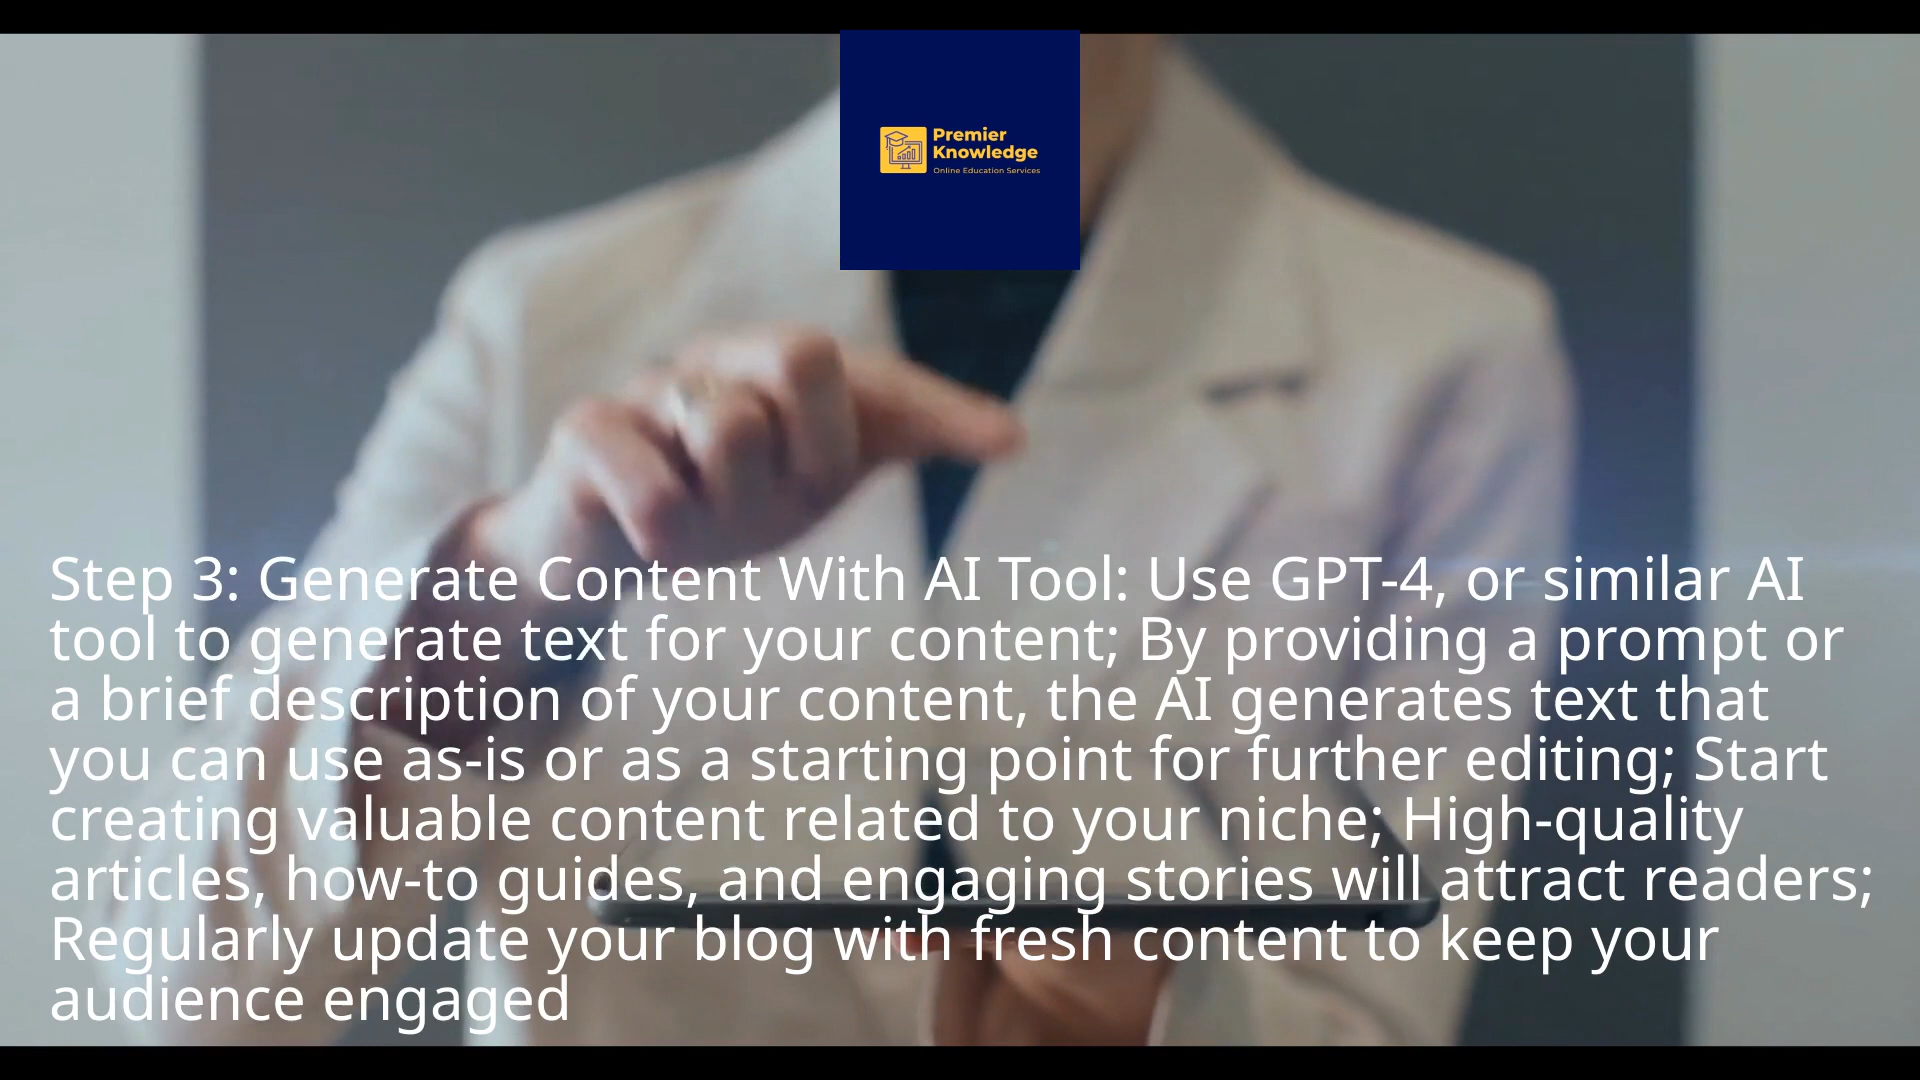 Premier
Knowledge
Online Education Services
Step 3: Generate Content With AI Tool: Use GPT-4, or similar AI
tool to generate text for your content; By providing a prompt or
a brief description of your content, the AI generates text that
you can use as-is or as a starting point for further editing; Start
creating valuable content related to your niche; High-quality
articles, how-to guides, and engaging stories will attract readers;
Regularly update your blog with fresh content to keep your
audience engaged